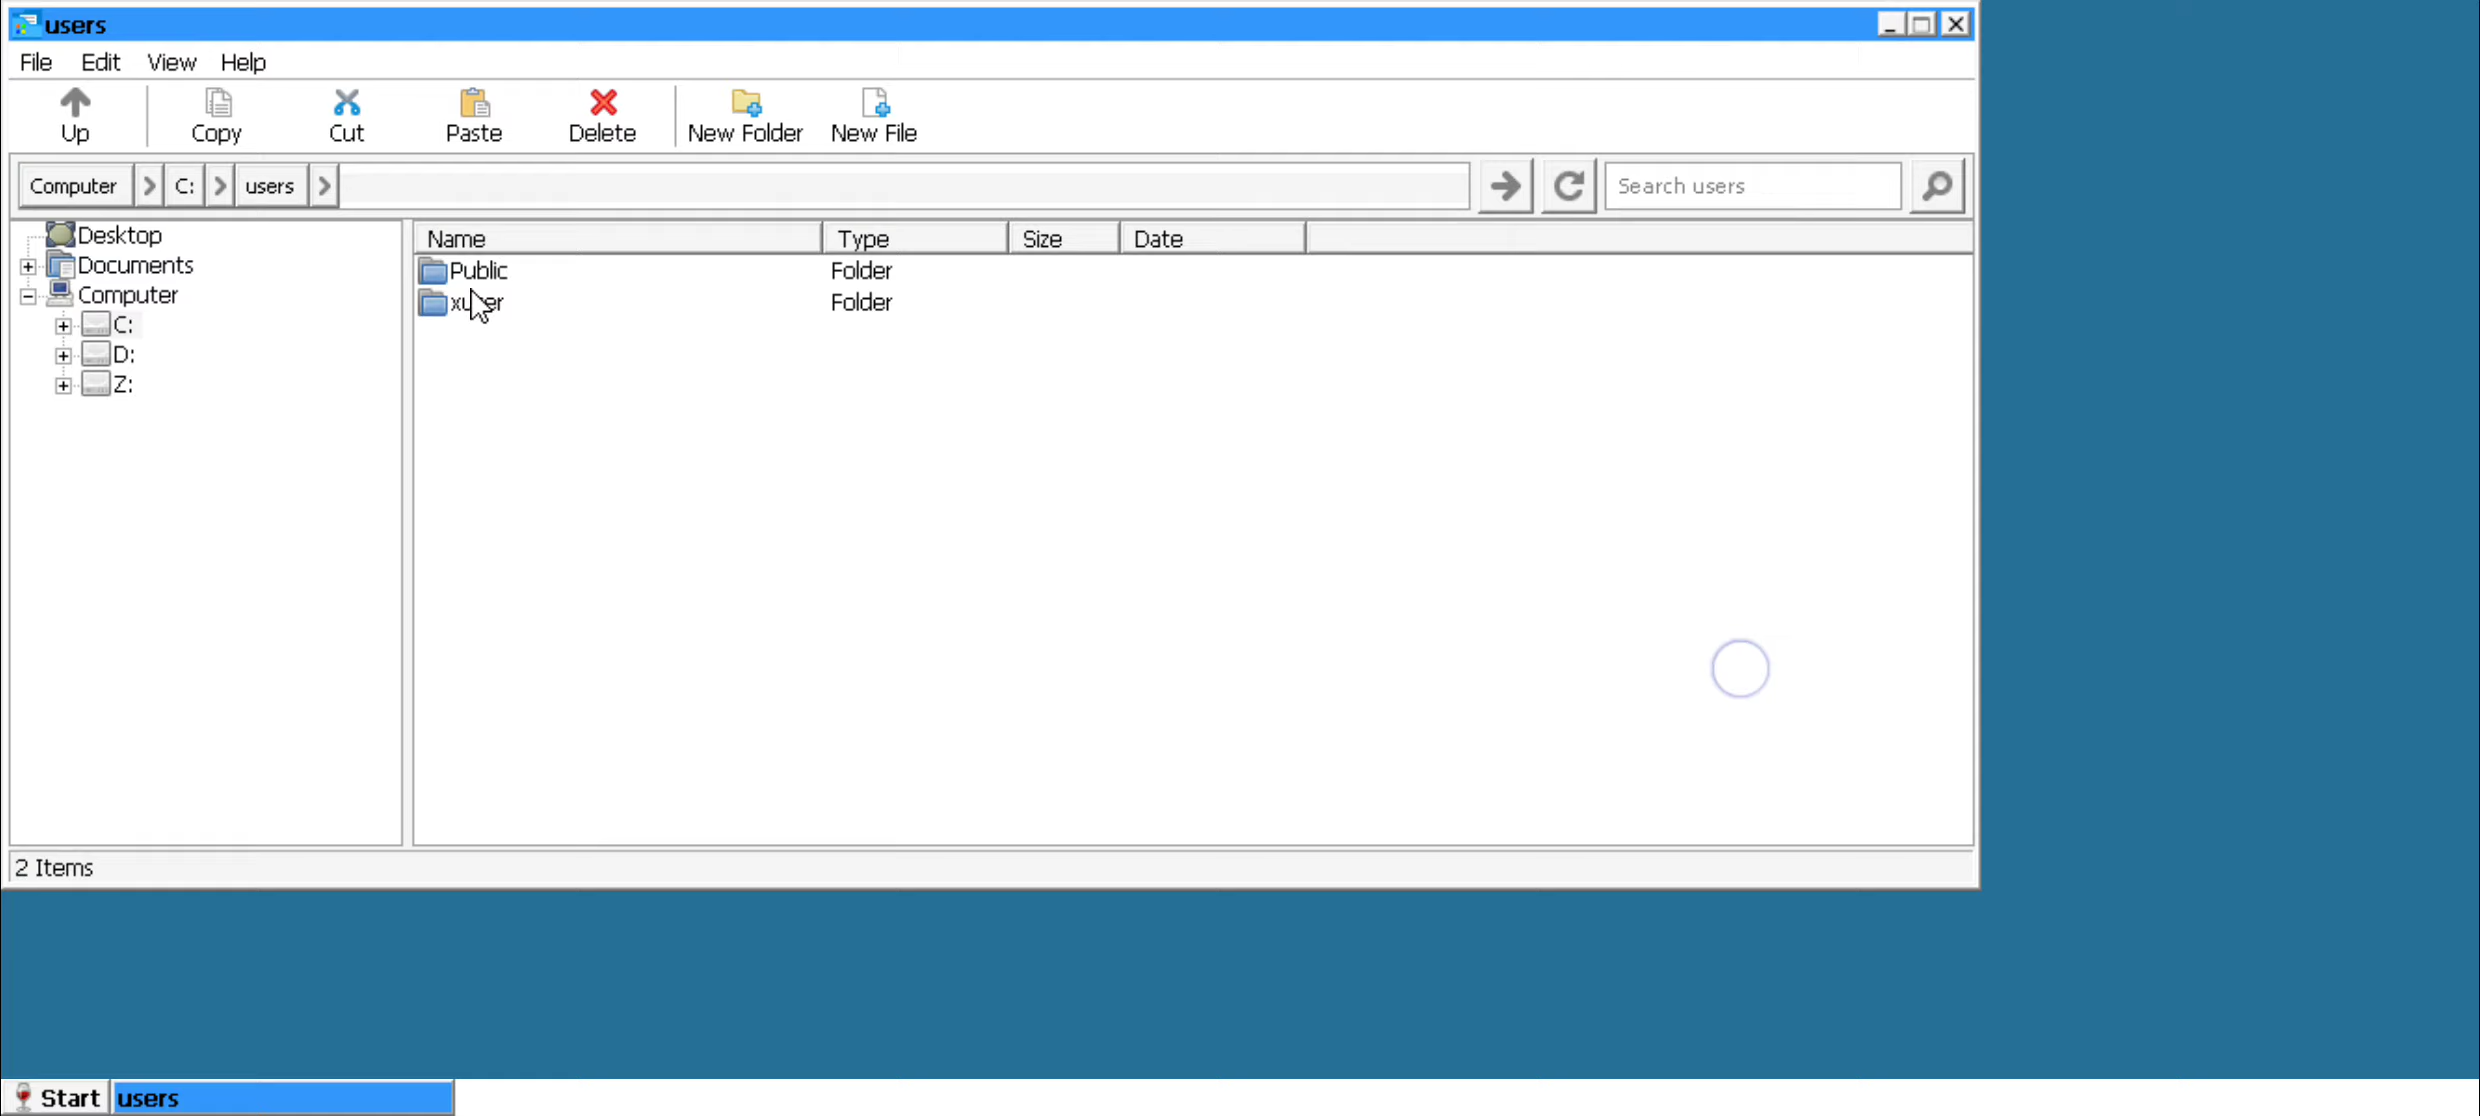 users
File Edit View Help
Up Copy Cut Paste Delete New Folder New File
Computer C: users Search users
Desktop
Documents
Computer
C:
D:
Z:
Name Type Size Date
Public Folder
Folder
2 Items
Start users